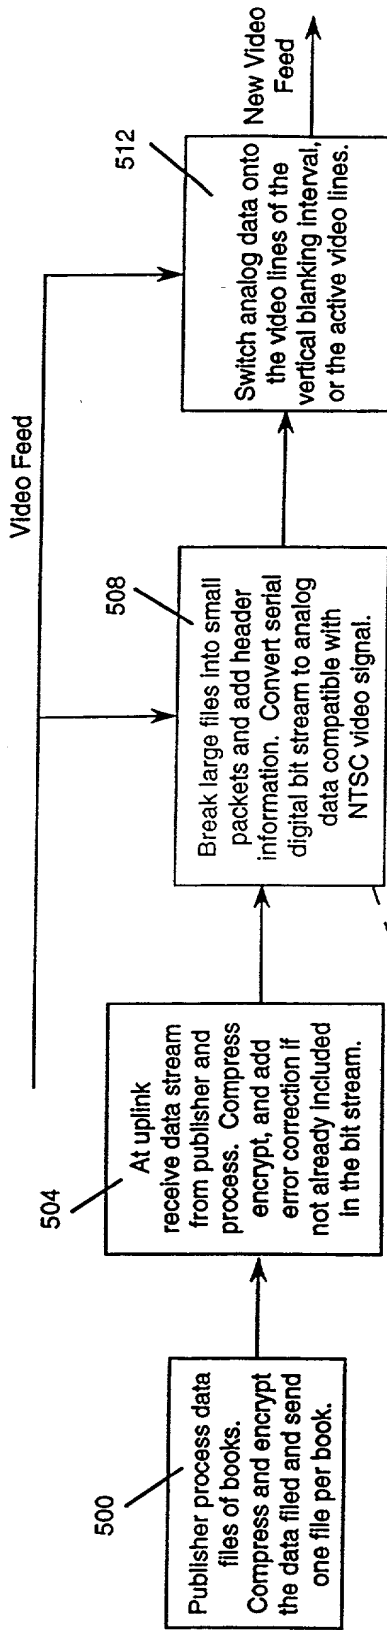 Video Feed
500
Publisher process data
files of books.
Compress and encrypt
the data filed and send
one file per book.
504
At uplink
receive data stream
from publisher and
process. Compress
encrypt, and add
error correction if
not already included
in the bit stream.
508
Break large files into small
packets and add header
information. Convert serial
digital bit stream to analog
data compatible with
NTSC video signal.
512
Switch analog data onto
the video lines of the
vertical blanking interval,
or the active video lines.
New Video
Feed